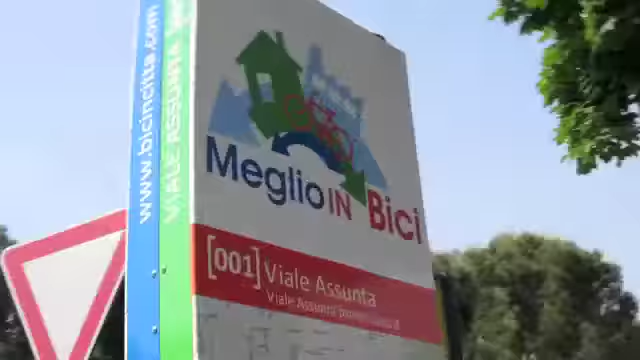 www.bicincitta.com
VIALE ASSUNTA
Meglio IN Bici
[001] Viale Assunta
Viale Assunta